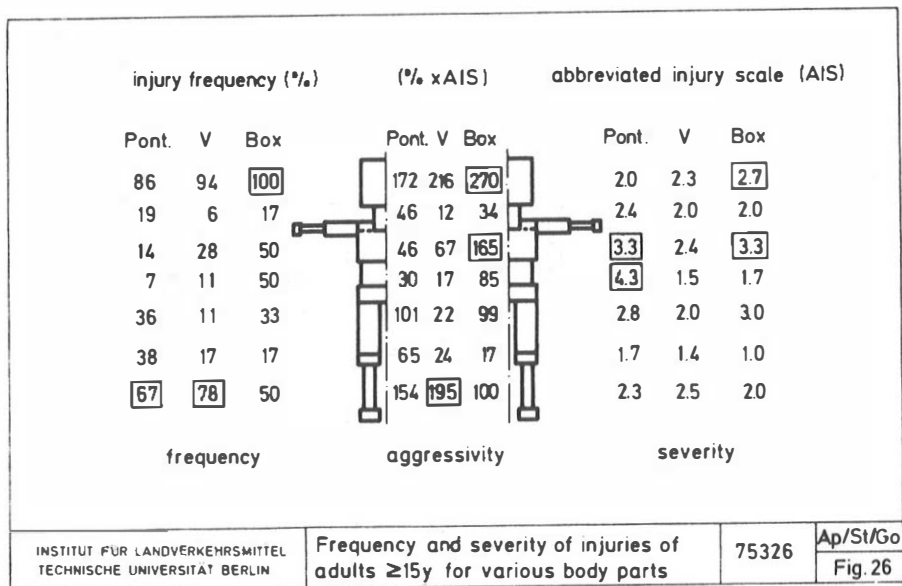 injury frequency (%) (% xAIS) abbreviated injury scale (AIS)
Pont. V Box Pont. V Box Pont. V Box
86 94 100 172 216 270 2.0 2.3 2.7
19 6 17 46 12 34 2.4 2.0 2.0
14 28 50 46 67 165 3.3 2.4 3.3
7 11 50 30 17 85 4.3 1.5 1.7
36 11 33 101 22 99 2.8 2.0 3.0
38 17 17 65 24 17 1.7 1.4 1.0
67 78 50 154 195 100 2.3 2.5 2.0
frequency aggressivity severity
INSTITUT FÜR LANDVERKEHRSMITTEL
TECHNISCHE UNIVERSITÄT BERLIN
Frequency and severity of injuries of
adults ≥15y for various body parts
75326
Ap/St/Go
Fig. 26